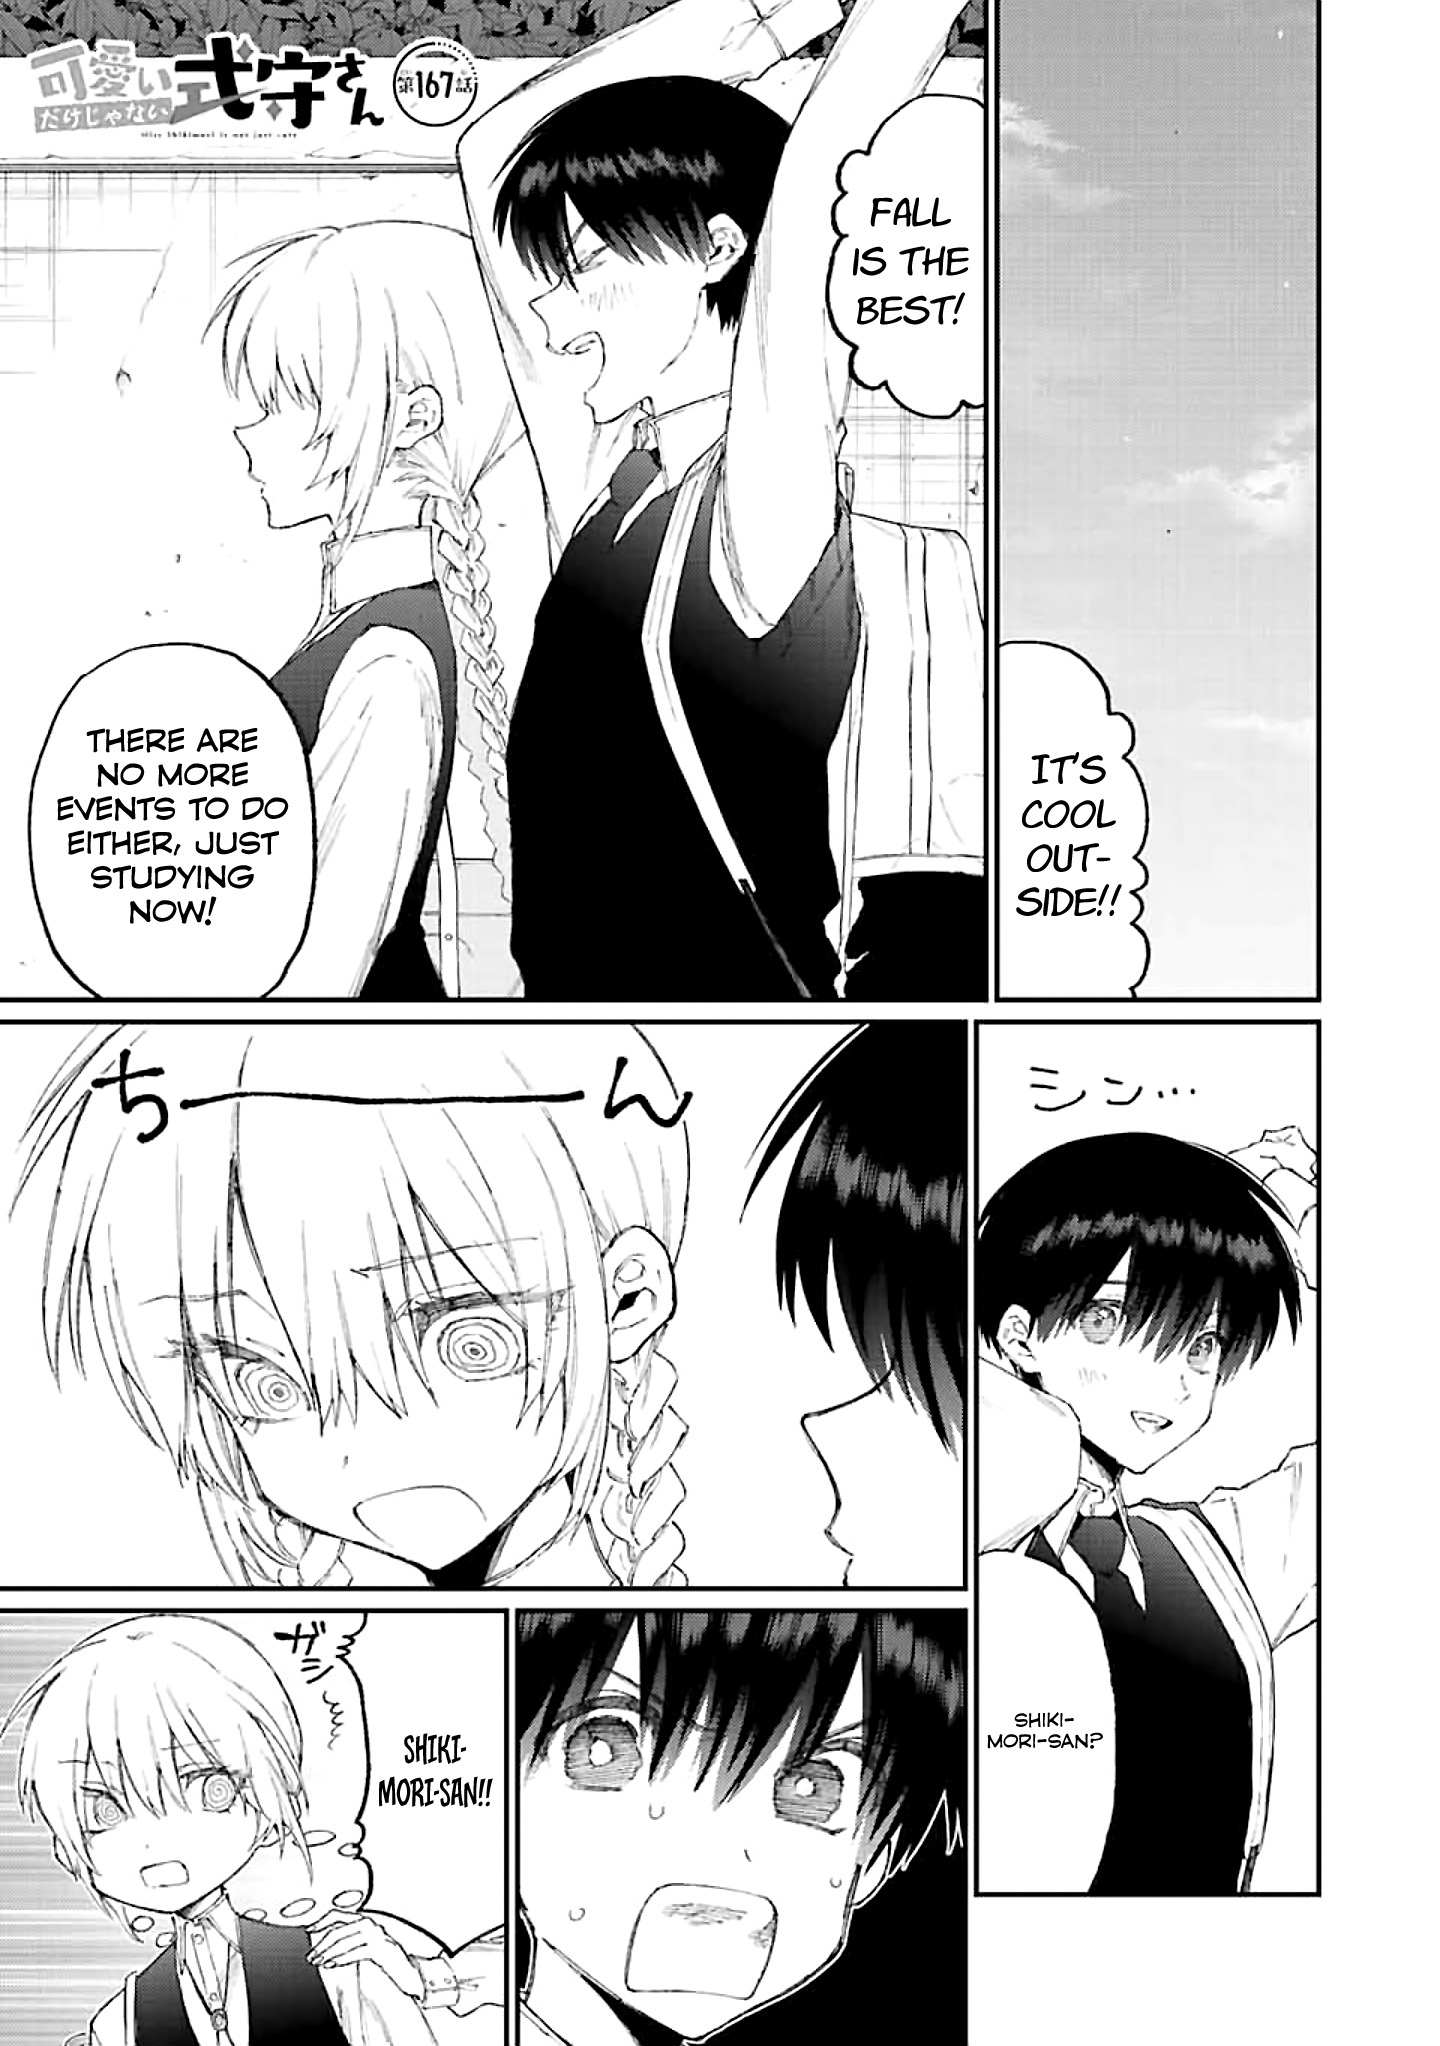 可愛い
だけじゃない
式守さん
第167話
Miss Shikimori is not just cute
IT'S
COOL
OUT-
SIDE!!
FALL
IS THE
BEST!
THERE ARE
NO MORE
EVENTS TO DO
EITHER, JUST
STUDYING
NOW!
シン…
SHIKI-
MORI-SAN?
ちーん
SHIKI-
MORI-SAN!!
ガシ